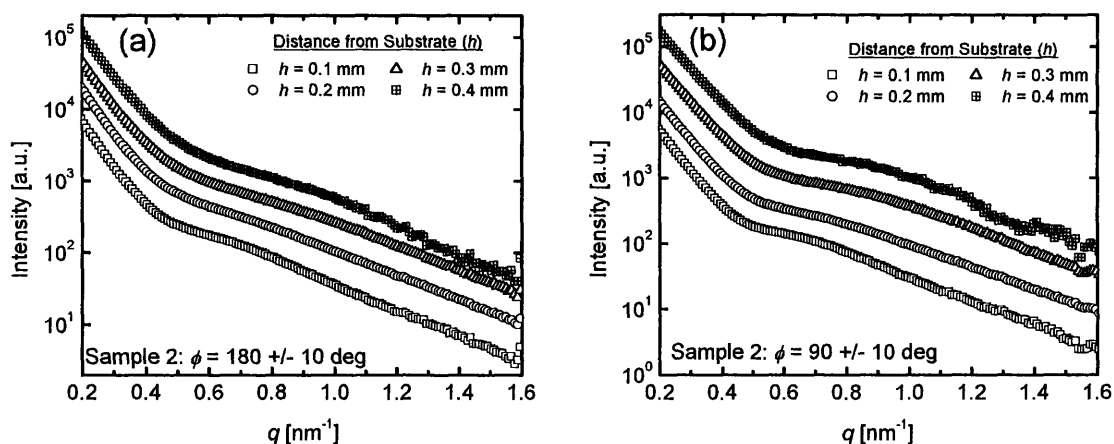 (a)
Distance from Substrate (h)
h = 0.1 mm h = 0.3 mm
h = 0.2 mm h = 0.4 mm
Intensity [a.u.]
10^5
10^4
10^3
10^2
10^1
Sample 2: ϕ = 180 +/- 10 deg
0.2 0.4 0.6 0.8 1.0 1.2 1.4 1.6
q [nm^-1]
(b)
Distance from Substrate (h)
h = 0.1 mm h = 0.3 mm
h = 0.2 mm h = 0.4 mm
Intensity [a.u.]
10^5
10^4
10^3
10^2
10^1
10^0
Sample 2: ϕ = 90 +/- 10 deg
0.2 0.4 0.6 0.8 1.0 1.2 1.4 1.6
q [nm^-1]